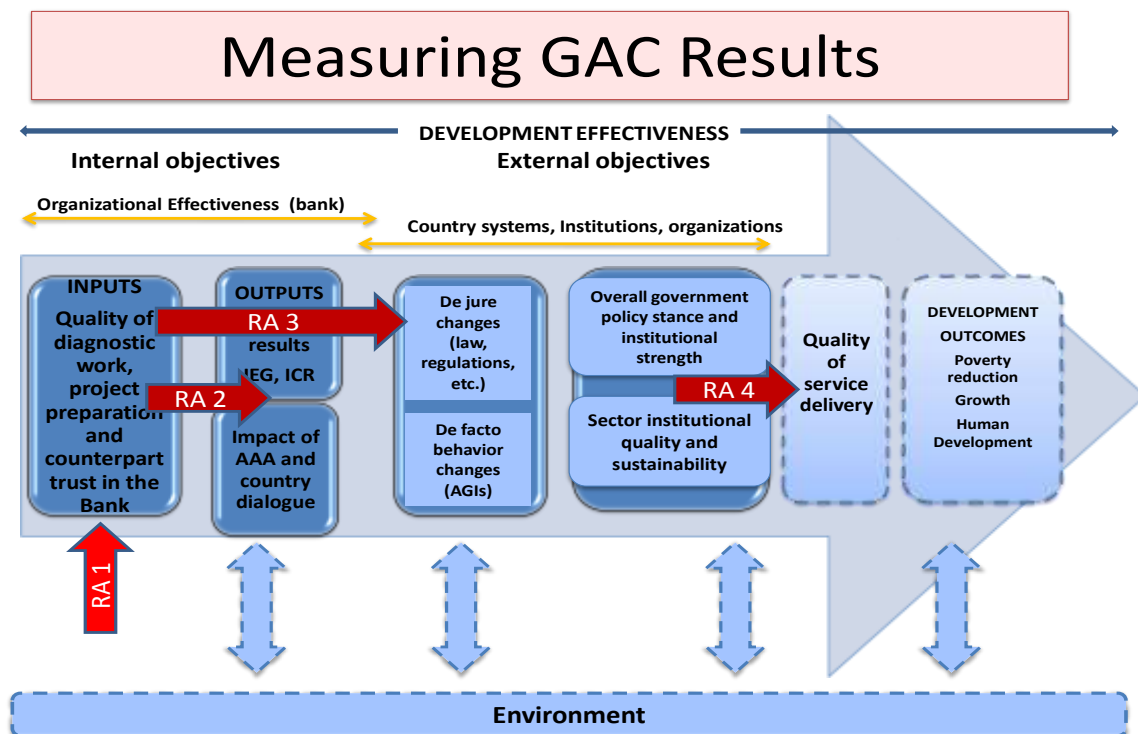 Measuring GAC Results
DEVELOPMENT EFFECTIVENESS
Internal objectives
External objectives
Organizational Effectiveness (bank)
Country systems, Institutions, organizations
INPUTS
Quality of
diagnostic
work,
project
preparation
and
counterpart
trust in the
Bank
RA 1
RA 2
RA 3
OUTPUTS
results
IEG, ICR
Impact of
AAA and
country
dialogue
De jure
changes
(law,
regulations,
etc.)
De facto
behavior
changes
(AGIs)
Overall government
policy stance and
institutional
strength
RA 4
Sector institutional
quality and
sustainability
Quality
of
service
delivery
DEVELOPMENT
OUTCOMES
Poverty
reduction
Growth
Human
Development
Environment